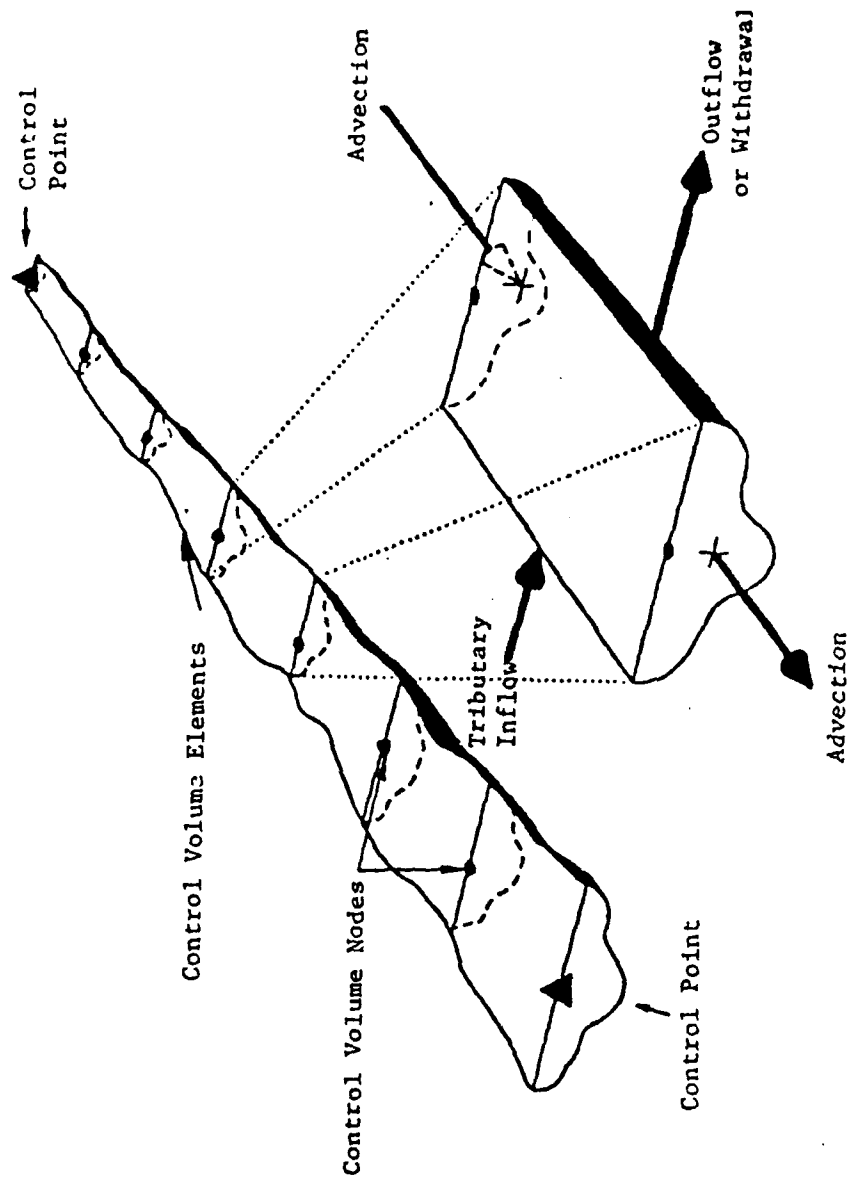 Control
Point
Control Volume Elements
Advection
Control Volume Nodes
Tributary
Inflow
Outflow
or Withdrawal
Control Point
Advection